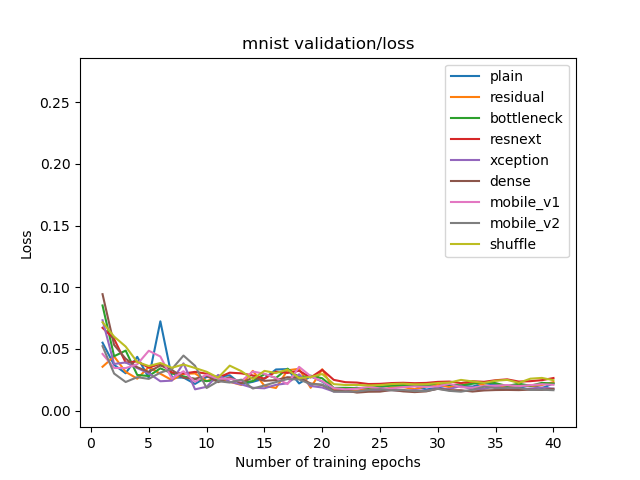 mnist validation/loss
plain
residual
bottleneck
resnext
xception
dense
mobile_v1
mobile_v2
shuffle
0.25
0.20
0.15
0.10
0.05
0.00
Loss
0 5 10 15 20 25 30 35 40
Number of training epochs